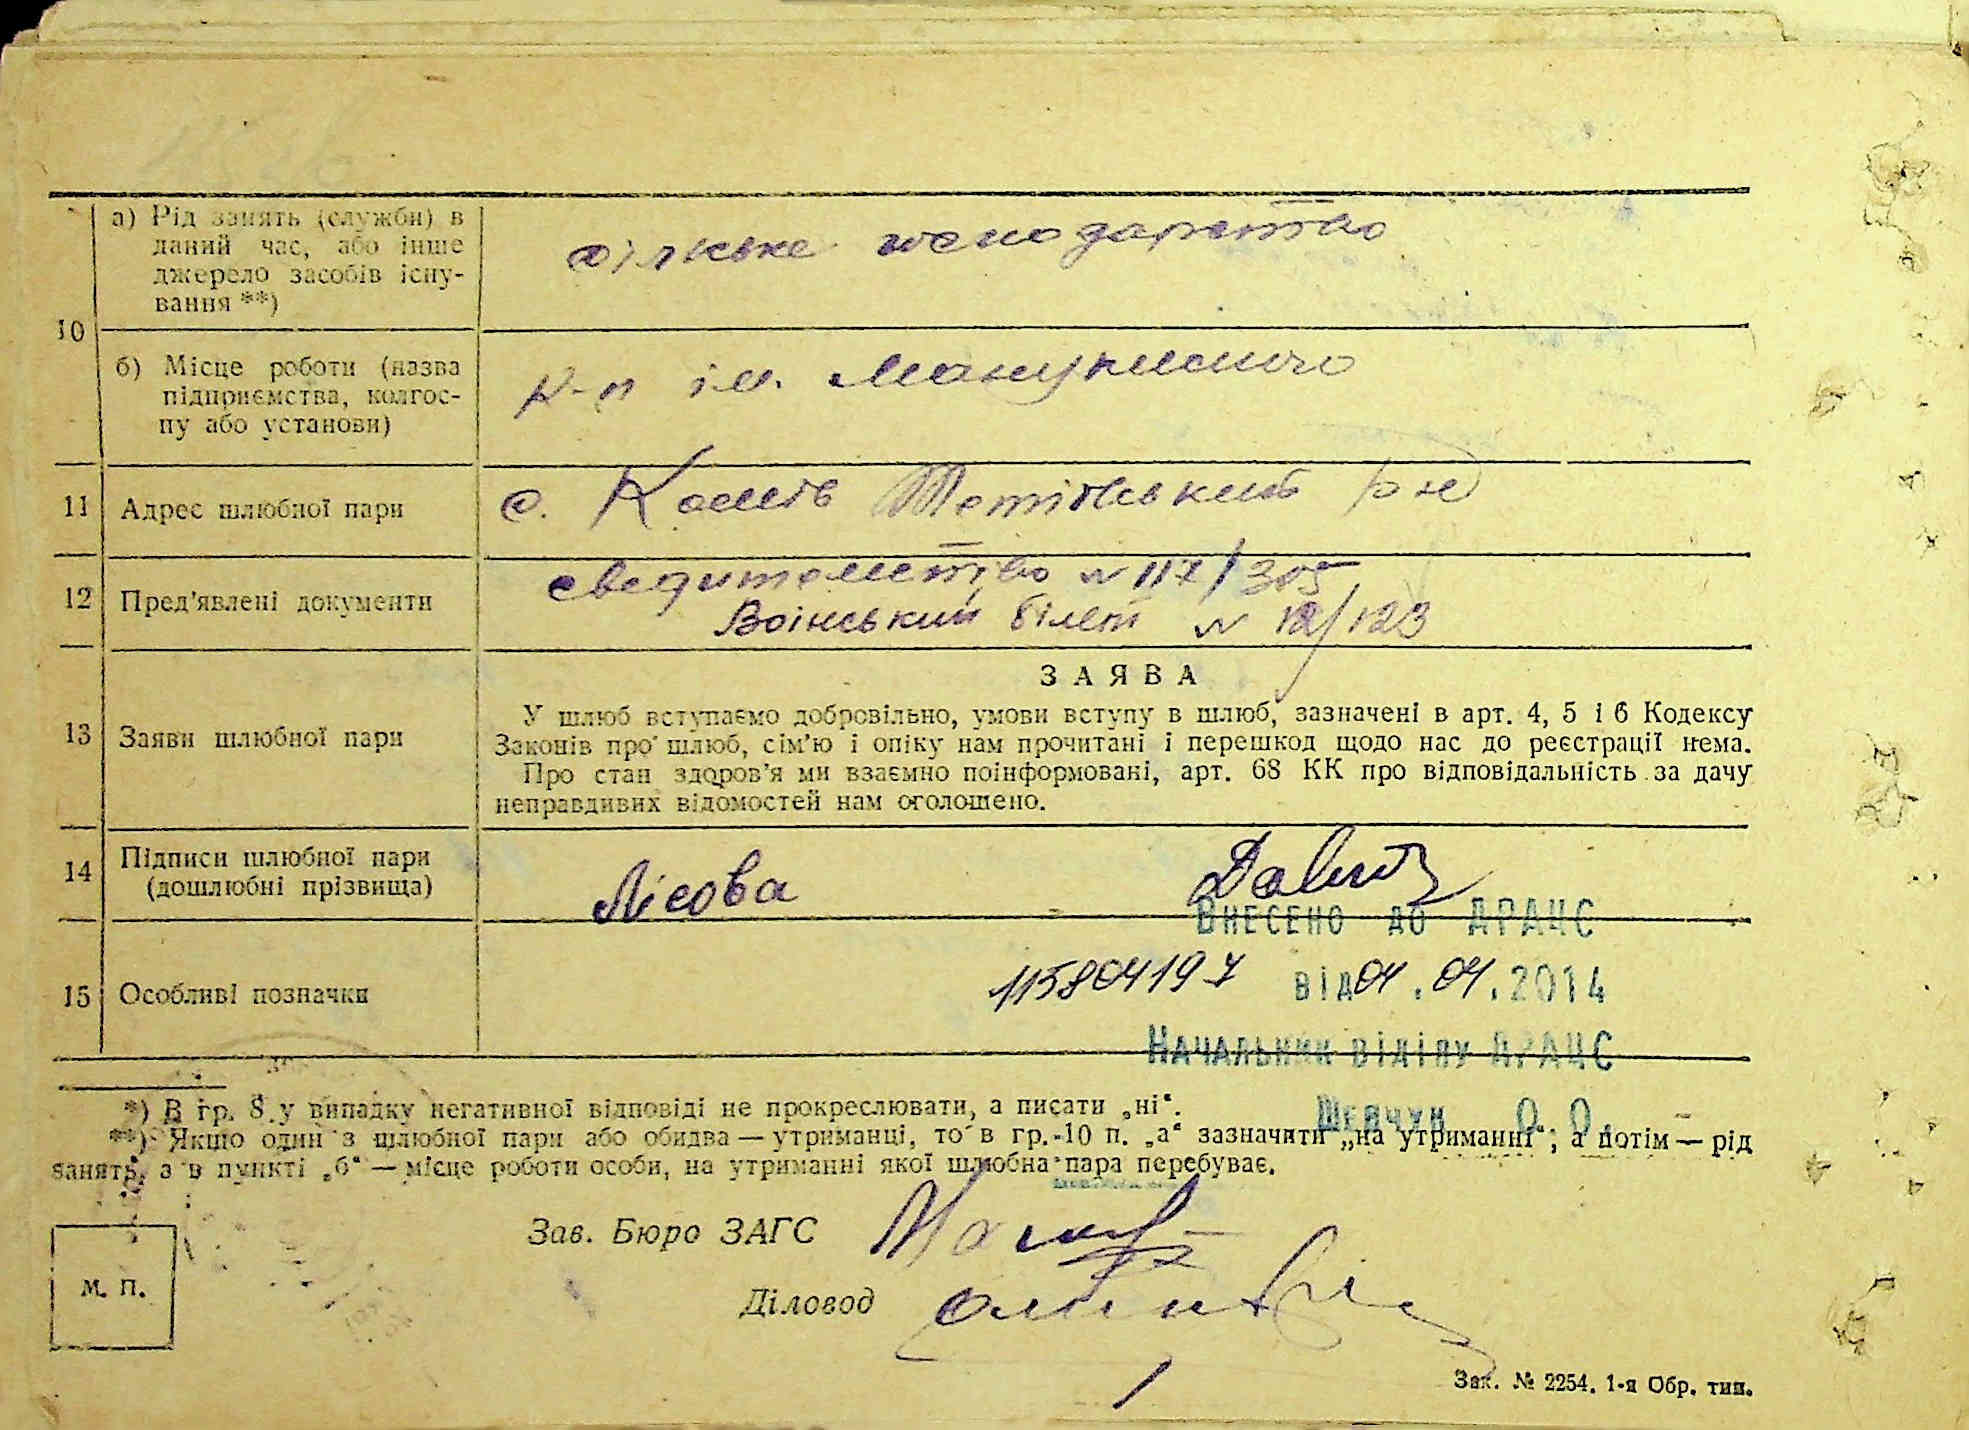 10
а) Рід занять (службн) в
даний час, або інше
джерело засобів існу-
вання **)
сільське господарство
б) Місце роботи (назва
підприємства, колгос-
пу або установи)
к-п ім. Мануильского
11 Адрес шлюбної пари
с. Кашів Тетіївський р-н
12 Пред'явлені документи
сведитолство № 117/305
Воінський білет № 12/123
ЗАЯВА
13 Заяви шлюбної пари
У шлюб вступаємо добровільно, умови вступу в шлюб, зазначені в арт. 4, 5 і 6 Кодексу
Законів про шлюб, сім'ю і опіку нам прочитані і перешкод щодо нас до реєстрації нема.
Про стан здоров'я ми взаємно поінформовані, арт. 68 КК про відповідальність за дачу
неправдивих відомостей нам оголошено.
14 Підписи шлюбної пари
(дошлюбні прізвища)
Лісова
Внесено до ДРАЦС
15 Особливі позначки
115804197 від 04.04.2014
Начальник відділу ДРАЦС
*) В гр. 8 у випадку негативної відповіді не прокреслювати, а писати „ні“.
Шевчук О.О.
**) Якщо один з шлюбної пари або обидва — утриманці, то в гр. 10 п. „а“ зазначити „на утриманні“; а потім — рід
занять, а в пункті „б“ — місце роботи особи, на утриманні якої шлюбна пара перебуває.
Зав. Бюро ЗАГС
М. П.
Діловод
Зак. № 2254. 1-я Обр. тип.